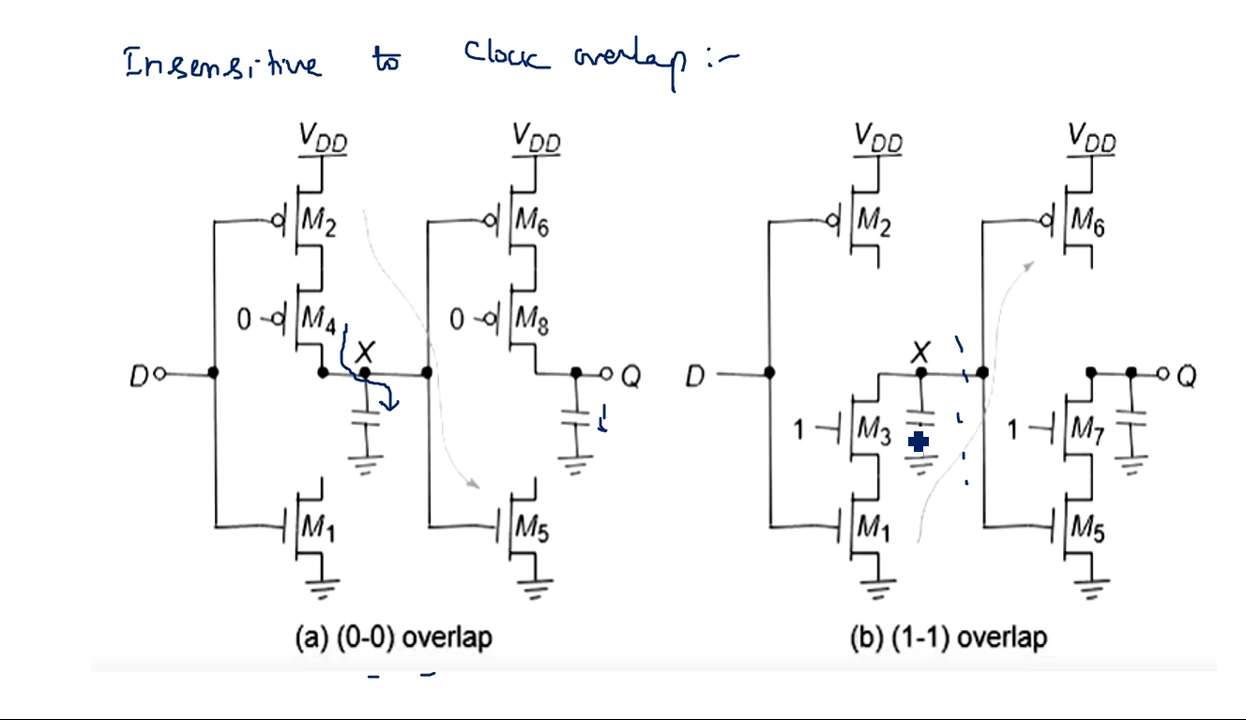 Insensitive to Clock overlap :-
VDD VDD VDD VDD
M2 M6 M2 M6
0 M4 0 M8
X X
D Q D Q
1 M3 1 M7
M1 M5 M1 M5
(a) (0-0) overlap (b) (1-1) overlap